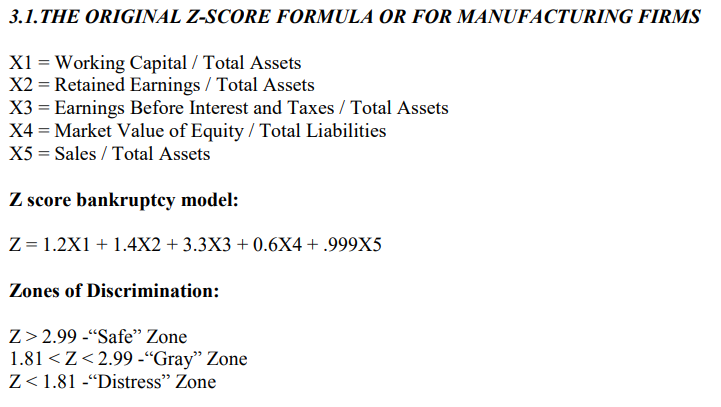 3.1.THE ORIGINAL Z-SCORE FORMULA OR FOR MANUFACTURING FIRMS
X1 = Working Capital / Total Assets
X2 = Retained Earnings / Total Assets
X3 = Earnings Before Interest and Taxes / Total Assets
X4 = Market Value of Equity / Total Liabilities
X5 = Sales / Total Assets
Z score bankruptcy model:
Z = 1.2X1 + 1.4X2 + 3.3X3 + 0.6X4 + .999X5
Zones of Discrimination:
Z > 2.99 -“Safe” Zone
1.81 < Z < 2.99 -“Gray” Zone
Z < 1.81 -“Distress” Zone